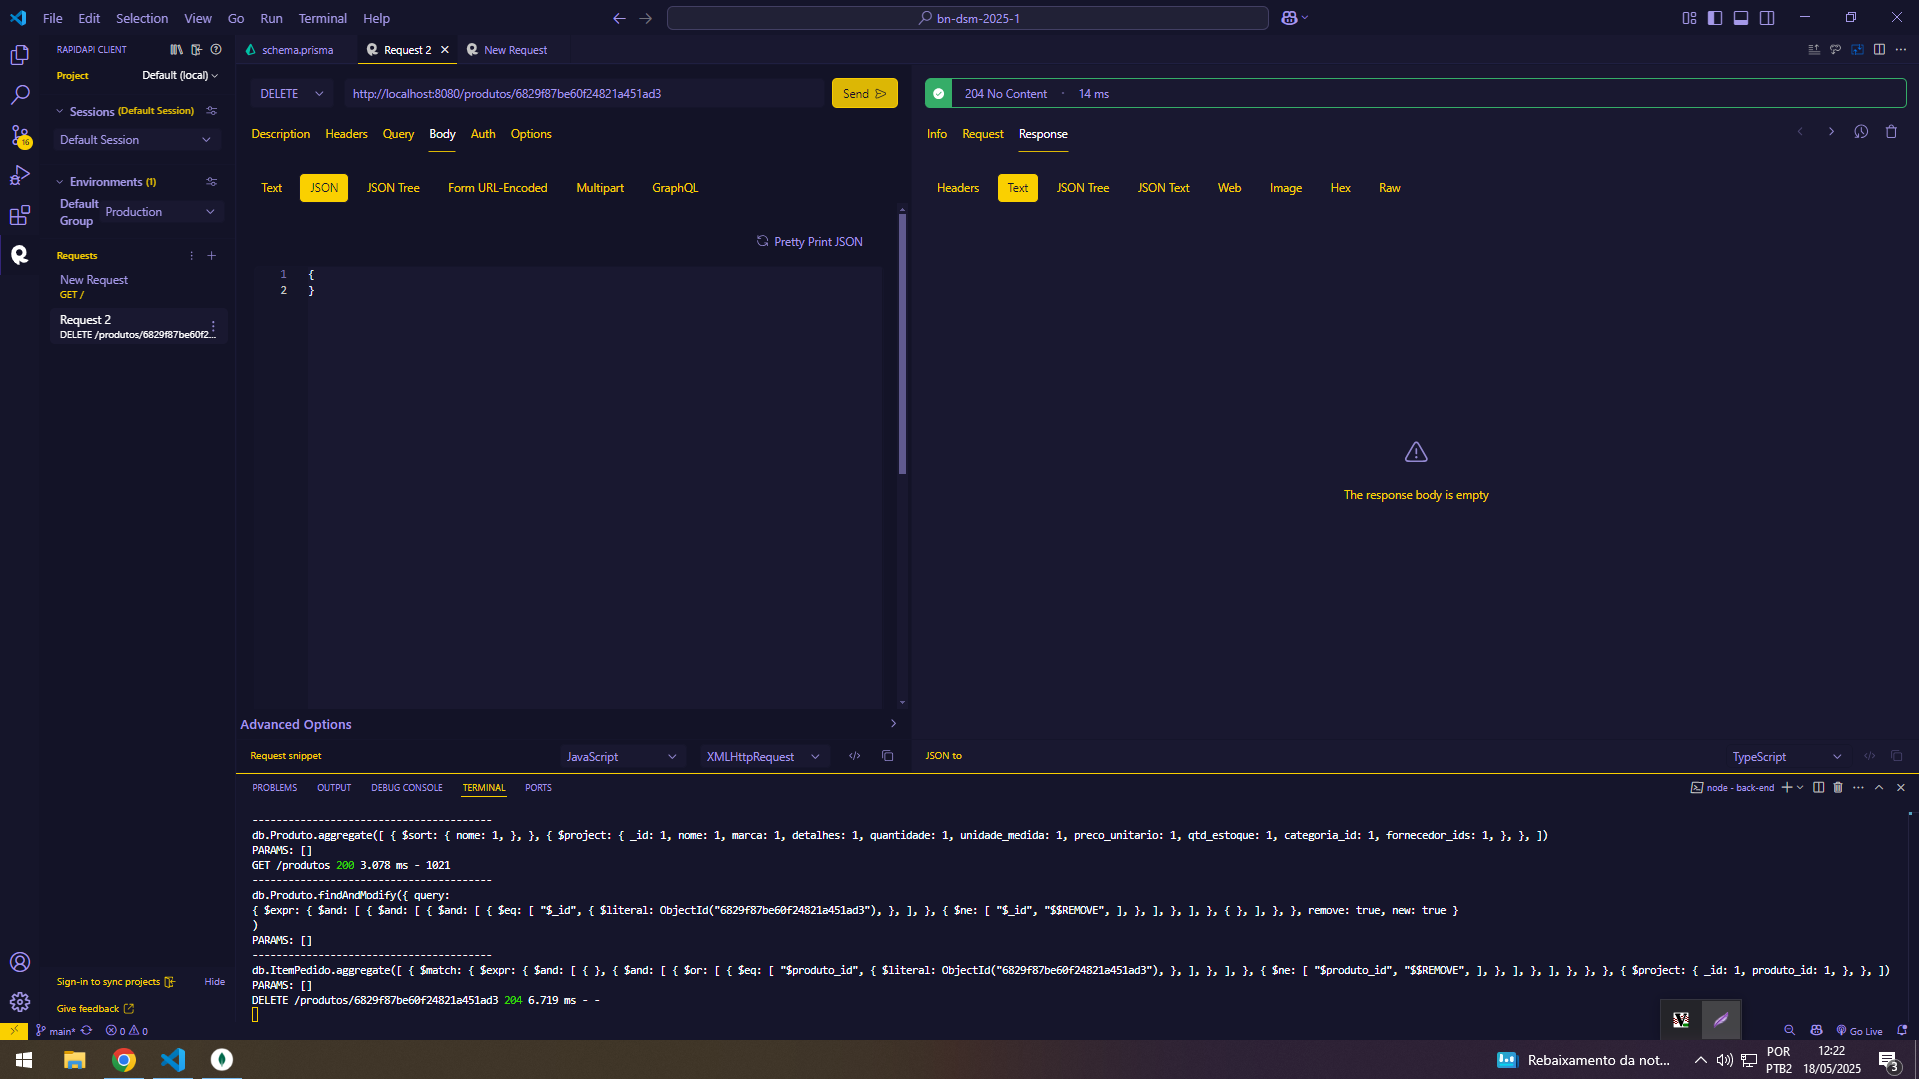 File Edit Selection View Go Run Terminal Help
bn-dsm-2025-1
RAPIDAPI CLIENT
Project Default (local)
Sessions (Default Session)
Default Session
Environments (1)
Default Group Production
Requests
New Request
GET /
Request 2
DELETE /produtos/6829f87be60f2...
Sign-in to sync projects Hide
Give feedback
schema.prisma Request 2 New Request
DELETE http://localhost:8080/produtos/6829f87be60f24821a451ad3 Send
Description Headers Query Body Auth Options
Text JSON JSON Tree Form URL-Encoded Multipart GraphQL
Pretty Print JSON
1 {
2 }
Advanced Options
Request snippet JavaScript XMLHttpRequest
204 No Content · 14 ms
Info Request Response
Headers Text JSON Tree JSON Text Web Image Hex Raw
The response body is empty
JSON to TypeScript
PROBLEMS OUTPUT DEBUG CONSOLE TERMINAL PORTS
node - back-end
----------------------------------------
db.Produto.aggregate([ { $sort: { nome: 1, }, }, { $project: { _id: 1, nome: 1, marca: 1, detalhes: 1, quantidade: 1, unidade_medida: 1, preco_unitario: 1, qtd_estoque: 1, categoria_id: 1, fornecedor_ids: 1, }, }, ])
PARAMS: []
GET /produtos 200 3.078 ms - 1021
----------------------------------------
db.Produto.findAndModify({ query:
{ $expr: { $and: [ { $and: [ { $and: [ { $eq: [ "$_id", { $literal: ObjectId("6829f87be60f24821a451ad3"), }, ], }, { $ne: [ "$_id", "$$REMOVE", ], }, ], }, ], }, { }, ], }, }, remove: true, new: true }
)
PARAMS: []
----------------------------------------
db.ItemPedido.aggregate([ { $match: { $expr: { $and: [ { }, { $and: [ { $or: [ { $eq: [ "$produto_id", { $literal: ObjectId("6829f87be60f24821a451ad3"), }, ], }, ], }, { $ne: [ "$produto_id", "$$REMOVE", ], }, ], }, ], }, }, }, { $project: { _id: 1, produto_id: 1, }, }, ])
PARAMS: []
DELETE /produtos/6829f87be60f24821a451ad3 204 6.719 ms - -
16
main* 0 0
Go Live
Rebaixamento da not... POR 12:22
PTB2 18/05/2025 3